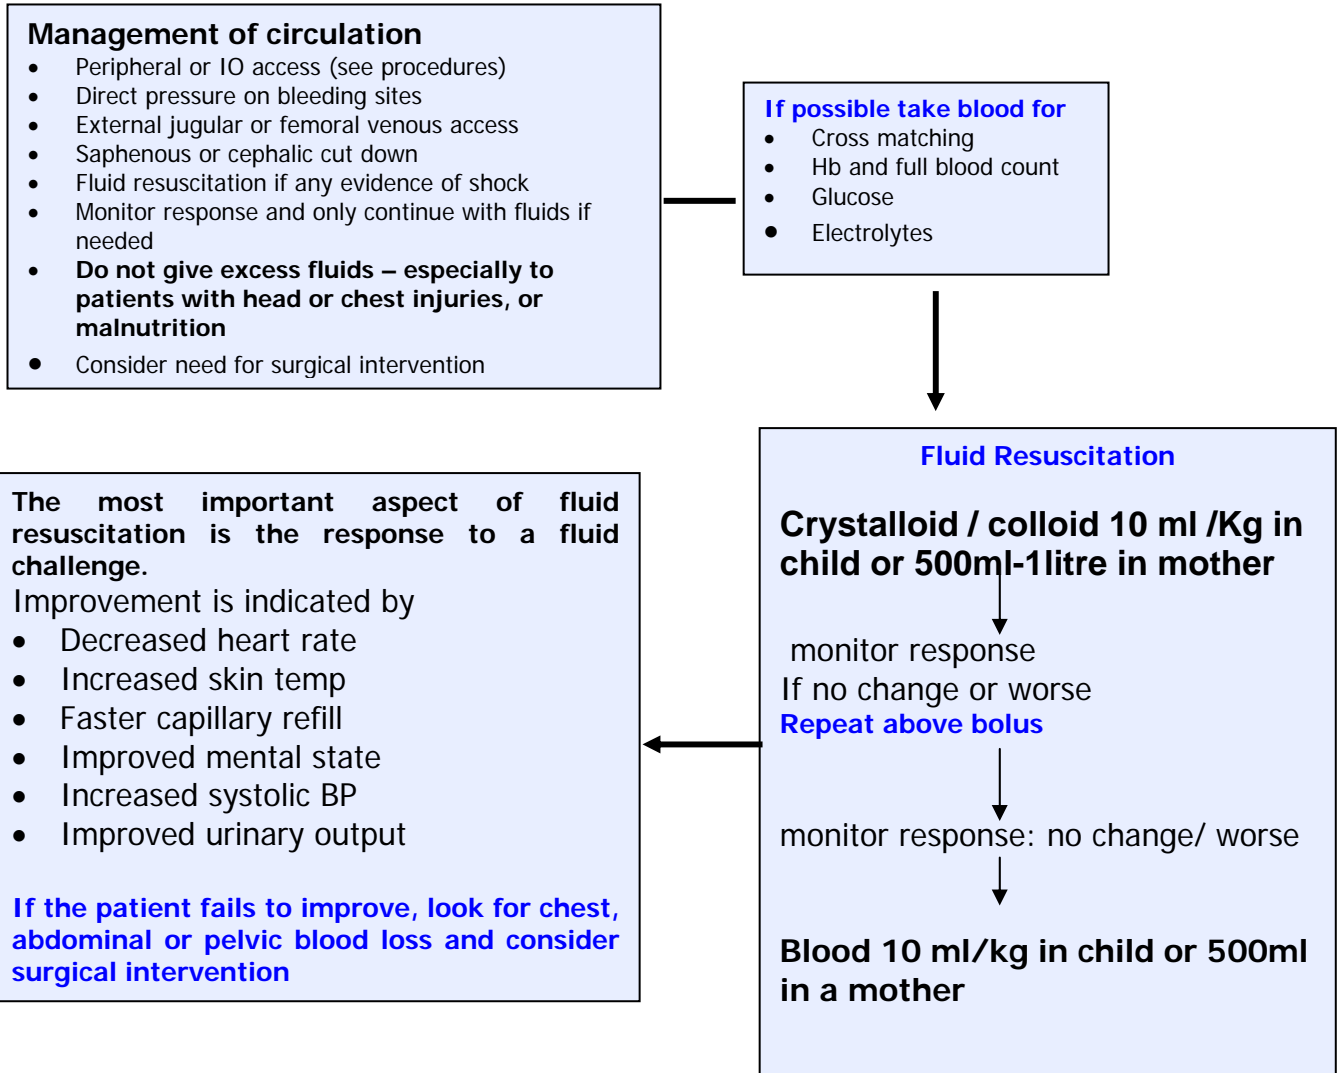 Management of circulation
• Peripheral or IO access (see procedures)
• Direct pressure on bleeding sites
• External jugular or femoral venous access
• Saphenous or cephalic cut down
• Fluid resuscitation if any evidence of shock
• Monitor response and only continue with fluids if
needed
• Do not give excess fluids – especially to
patients with head or chest injuries, or
malnutrition
• Consider need for surgical intervention
If possible take blood for
• Cross matching
• Hb and full blood count
• Glucose
• Electrolytes
Fluid Resuscitation
Crystalloid / colloid 10 ml /Kg in
child or 500ml-1litre in mother
monitor response
If no change or worse
Repeat above bolus
monitor response: no change/ worse
Blood 10 ml/kg in child or 500ml
in a mother
The most important aspect of fluid
resuscitation is the response to a fluid
challenge.
Improvement is indicated by
• Decreased heart rate
• Increased skin temp
• Faster capillary refill
• Improved mental state
• Increased systolic BP
• Improved urinary output
If the patient fails to improve, look for chest,
abdominal or pelvic blood loss and consider
surgical intervention